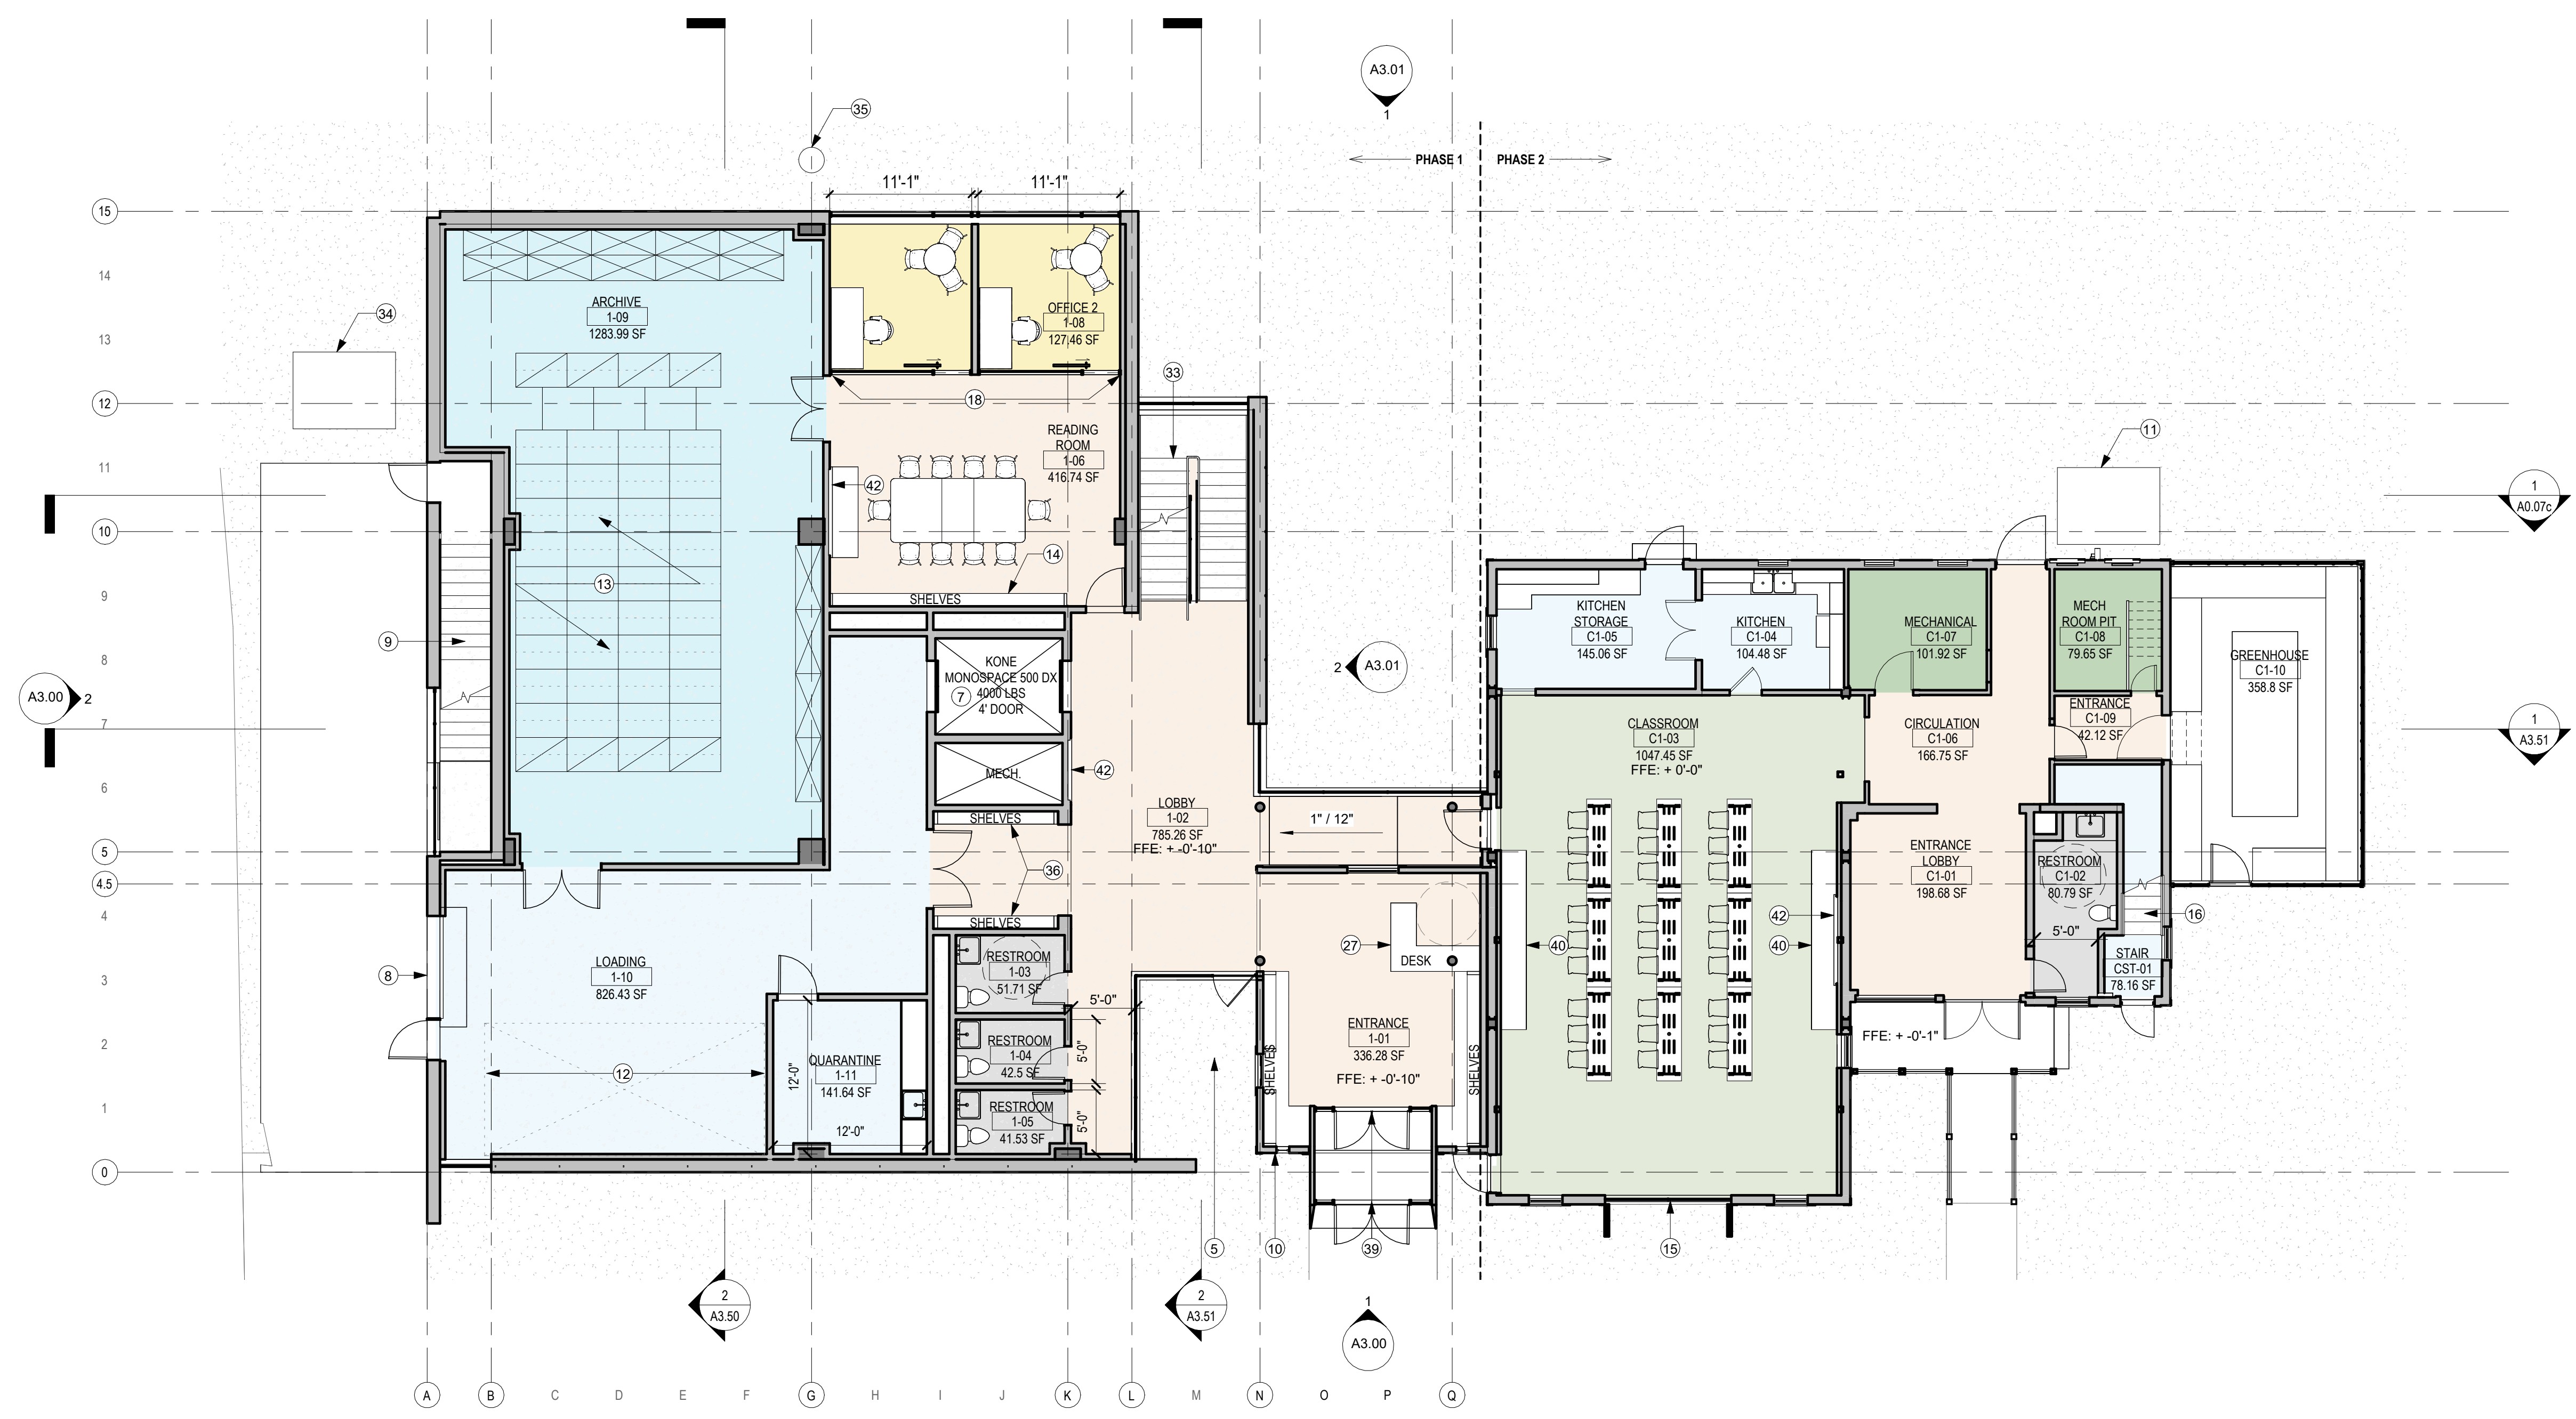 A3.01
1
35
PHASE 1
PHASE 2
11'-1"
11'-1"
15
14
13
12
11
10
9
8
7
6
5
4.5
4
3
2
1
0
34
ARCHIVE
1-09
1283.99 SF
OFFICE 2
1-08
127.46 SF
18
33
READING
ROOM
1-06
416.74 SF
42
14
SHELVES
13
9
A3.00
2
KONE
MONOSPACE 500 DX
7
4000 LBS
4' DOOR
MECH.
42
SHELVES
36
SHELVES
LOBBY
1-02
785.26 SF
FFE: + -0'-10"
2
A3.01
1" / 12"
11
1
A0.07c
1
A3.51
KITCHEN
STORAGE
C1-05
145.06 SF
KITCHEN
C1-04
104.48 SF
MECHANICAL
C1-07
101.92 SF
MECH
ROOM PIT
C1-08
79.65 SF
GREENHOUSE
C1-10
358.8 SF
ENTRANCE
C1-09
42.12 SF
CLASSROOM
C1-03
1047.45 SF
FFE: + 0'-0"
CIRCULATION
C1-06
166.75 SF
ENTRANCE
LOBBY
C1-01
198.68 SF
RESTROOM
C1-02
80.79 SF
5'-0"
16
STAIR
CST-01
78.16 SF
42
40
40
27
DESK
FFE: + -0'-1"
8
LOADING
1-10
826.43 SF
12
QUARANTINE
1-11
141.64 SF
12'-0"
12'-0"
RESTROOM
1-03
51.71 SF
RESTROOM
1-04
42.5 SF
RESTROOM
1-05
41.53 SF
5'-0"
5'-0"
5'-0"
ENTRANCE
1-01
336.28 SF
FFE: + -0'-10"
SHELVES
SHELVES
5
10
39
15
2
A3.50
2
A3.51
1
A3.00
A
B
C
D
E
F
G
H
I
J
K
L
M
N
O
P
Q